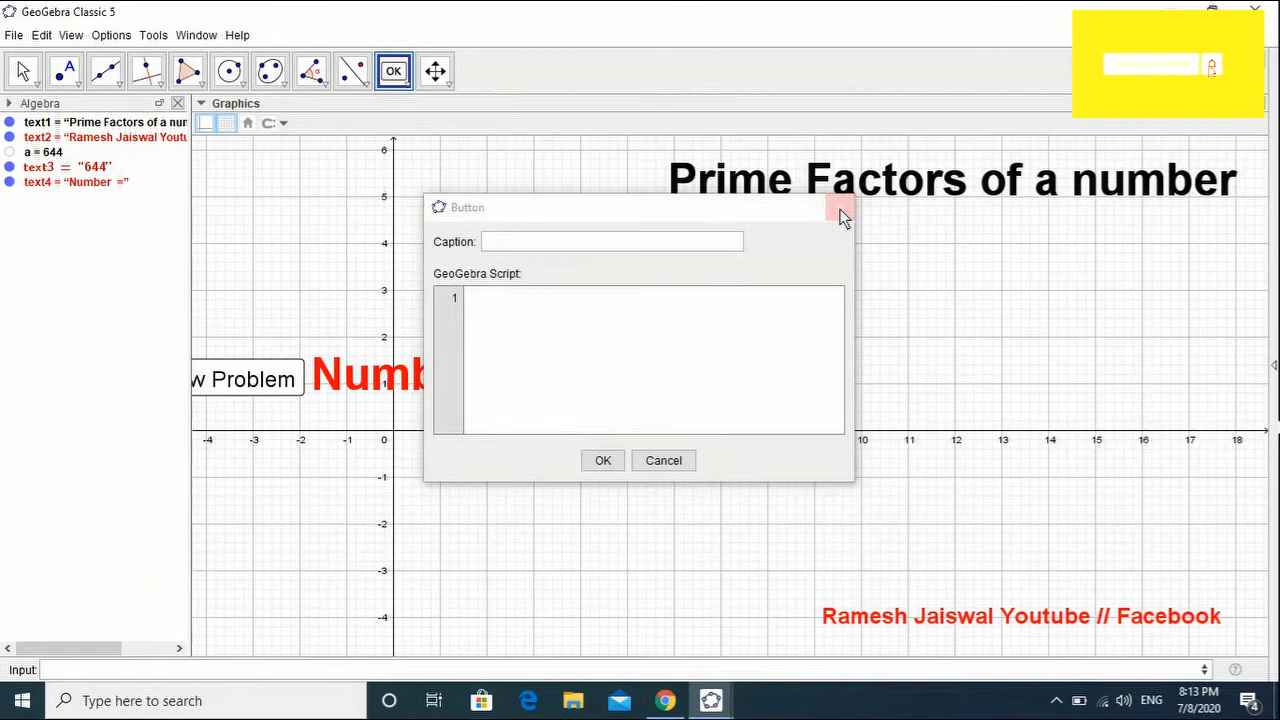 GeoGebra Classic 5
File Edit View Options Tools Window Help
A
OK
Algebra
Graphics
text1 = “Prime Factors of a nur
text2 = “Ramesh Jaiswal Youtu
a = 644
text3 = “644”
text4 = “Number =”
Prime Factors of a number
Button
Caption:
GeoGebra Script:
1
OK Cancel
w Problem
Numb
6
5
4
3
2
1
-4 -3 -2 -1 0 10 11 12 13 14 15 16 17 18
-1
-2
-3
-4
Ramesh Jaiswal Youtube // Facebook
Input:
Type here to search
ENG
8:13 PM
7/8/2020
4